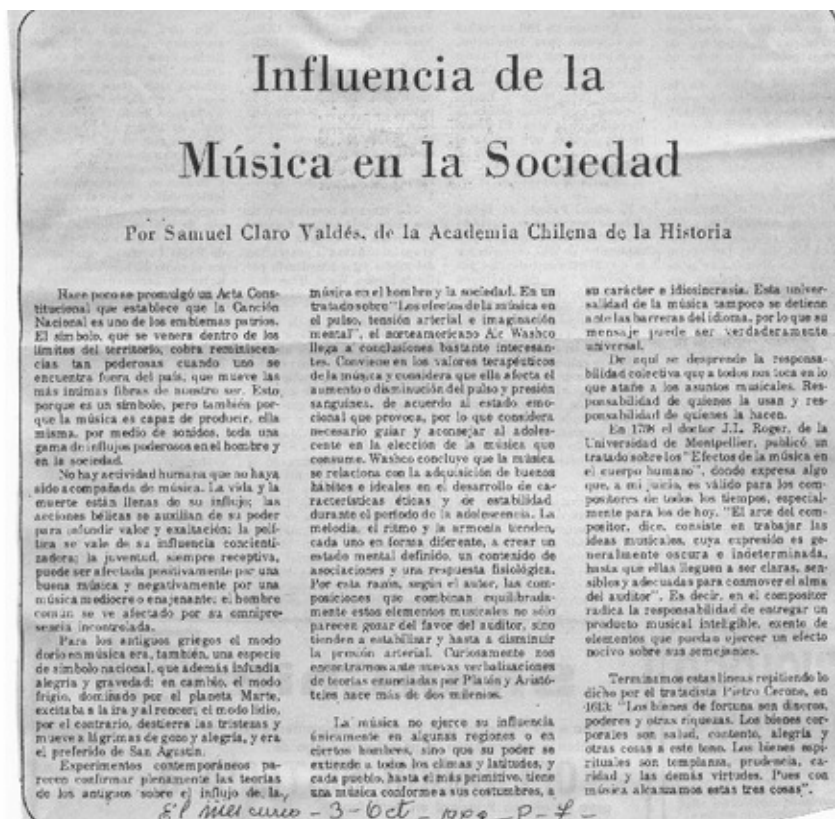 Influencia de la
Música en la Sociedad
Por Samuel Claro Valdés, de la Academia Chilena de la Historia
Hace poco se promulgó un Acta Cons-
titucional que establece que la Canción
Nacional es uno de los emblemas patrios.
El símbolo, que se venera dentro de los
límites del territorio, cobra reminiscen-
cias tan poderosas cuando uno se
encuentra fuera del país, que mueve las
más íntimas fibras de nuestro ser. Esto
porque es un símbolo, pero también por-
que la música es capaz de producir, ella
misma, por medio de sonidos, toda una
gama de influjos poderosos en el hombre y
en la sociedad.
No hay actividad humana que no haya
sido acompañada de música. La vida y la
muerte están llenas de su influjo; las
acciones bélicas se auxilian de su poder
para infundir valor y exaltación; la polí-
tica se vale de su influencia concienti-
zadora; la juventud, siempre receptiva,
puede ser afectada positivamente por una
buena música y negativamente por una
música mediocre o enajenante; el hombre
común se ve afectado por su omnipre-
sencia incontrolada.
Para los antiguos griegos el modo
dorio en música era, también, una especie
de símbolo nacional, que además infundía
alegría y gravedad; en cambio, el modo
frigio, dominado por el planeta Marte,
excitaba a la ira y al rencor; el modo lidio,
por el contrario, destierra las tristezas y
mueve a lágrimas de gozo y alegría, y era
el preferido de San Agustín.
Experimentos contemporáneos pa-
recen confirmar plenamente las teorías
de los antiguos sobre el influjo de la
música en el hombre y la sociedad. En un
tratado sobre "Los efectos de la música en
el pulso, tensión arterial e imaginación
mental", el norteamericano Alc Washco
llega a conclusiones bastante interesan-
tes. Conviene en los valores terapéuticos
de la música y considera que ella afecta el
aumento o disminución del pulso y presión
sanguínea, de acuerdo al estado emo-
cional que provoca, por lo que considera
necesario guiar y aconsejar al adoles-
cente en la elección de la música que
consume. Washco concluye que la música
se relaciona con la adquisición de buenos
hábitos e ideales en el desarrollo de ca-
racterísticas éticas y de estabilidad
durante el período de la adolescencia. La
melodía, el ritmo y la armonía tienden,
cada uno en forma diferente, a crear un
estado mental definido, un contenido de
asociaciones y una respuesta fisiológica.
Por esta razón, según el autor, las com-
posiciones que combinan equilibrada-
mente estos elementos musicales no sólo
parecen gozar del favor del auditor, sino
tienden a estabilizar y hasta a disminuir
la presión arterial. Curiosamente nos
encontramos ante nuevas verbalizaciones
de teorías enunciadas por Platón y Aristó-
teles hace más de dos milenios.
La música no ejerce su influencia
únicamente en algunas regiones o en
ciertos hombres, sino que su poder se
extiende a todos los climas y latitudes, y
cada pueblo, hasta el más primitivo, tiene
una música conforme a sus costumbres, a
su carácter e idiosincrasia. Esta univer-
salidad de la música tampoco se detiene
ante las barreras del idioma, por lo que su
mensaje puede ser verdaderamente
universal.
De aquí se desprende la responsa-
bilidad colectiva que a todos nos toca en lo
que atañe a los asuntos musicales. Res-
ponsabilidad de quienes la usan y res-
ponsabilidad de quienes la hacen.
En 1798 el doctor J.L. Roger, de la
Universidad de Montpellier, publicó un
tratado sobre los "Efectos de la música en
el cuerpo humano", donde expresa algo
que, a mi juicio, es válido para los com-
positores de todos los tiempos, especial-
mente para los de hoy. "El arte del com-
positor, dice, consiste en trabajar las
ideas musicales, cuya expresión es ge-
neralmente oscura e indeterminada,
hasta que ellas lleguen a ser claras, sen-
sibles y adecuadas para conmover el alma
del auditor". Es decir, en el compositor
radica la responsabilidad de entregar un
producto musical inteligible, exento de
elementos que puedan ejercer un efecto
nocivo sobre sus semejantes.
Terminamos estas líneas repitiendo lo
dicho por el tratadista Pietro Cerone, en
1613: "Los bienes de fortuna son dineros,
poderes y otras riquezas. Los bienes cor-
porales son salud, contento, alegría y
otras cosas a este tono. Los bienes espi-
rituales son templanza, prudencia, ca-
ridad y las demás virtudes. Pues con
música alcanzamos estas tres cosas".
El Mercurio - 3 - Oct - P - 7 -